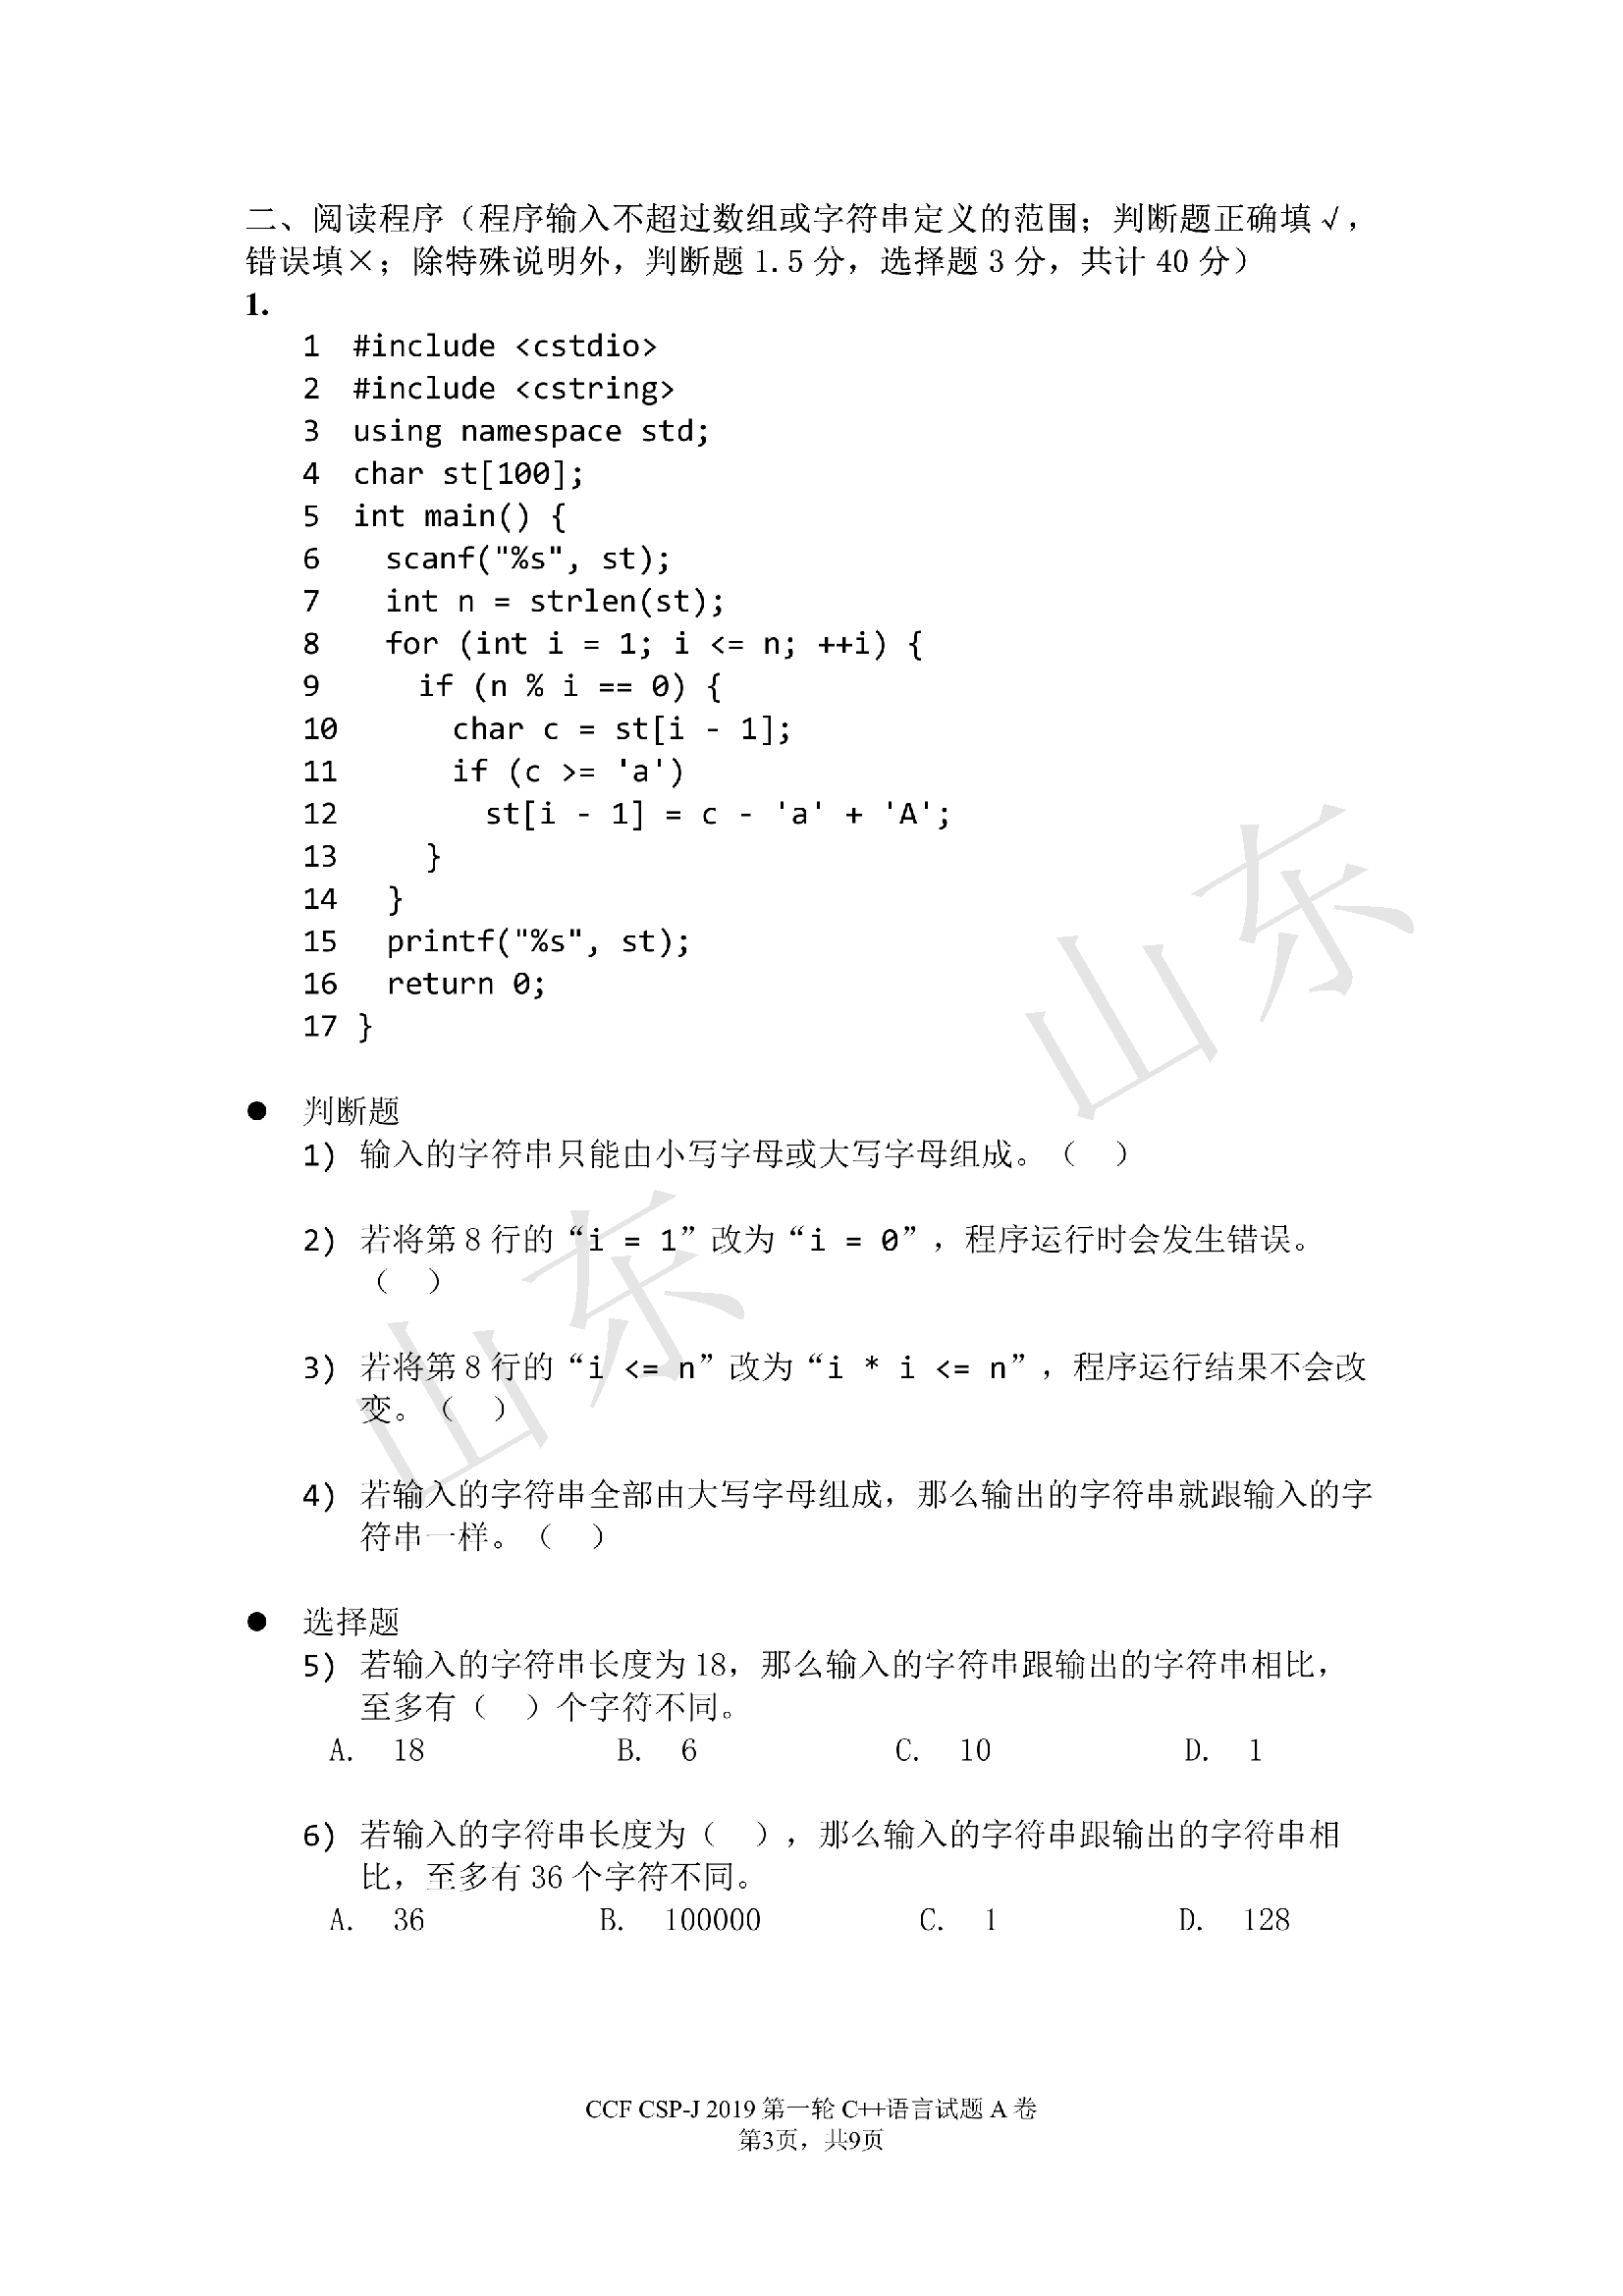 二、阅读程序（程序输入不超过数组或字符串定义的范围；判断题正确填√，
错误填×；除特殊说明外，判断题 1.5 分，选择题 3 分，共计 40 分）
1.
1 #include <cstdio>
2 #include <cstring>
3 using namespace std;
4 char st[100];
5 int main() {
6   scanf("%s", st);
7   int n = strlen(st);
8   for (int i = 1; i <= n; ++i) {
9     if (n % i == 0) {
10      char c = st[i - 1];
11      if (c >= 'a')
12        st[i - 1] = c - 'a' + 'A';
13    }
14  }
15  printf("%s", st);
16  return 0;
17 }
● 判断题
1) 输入的字符串只能由小写字母或大写字母组成。（ ）
2) 若将第 8 行的“i = 1”改为“i = 0”，程序运行时会发生错误。
（ ）
3) 若将第 8 行的“i <= n”改为“i * i <= n”，程序运行结果不会改
变。（ ）
4) 若输入的字符串全部由大写字母组成，那么输出的字符串就跟输入的字
符串一样。（ ）
● 选择题
5) 若输入的字符串长度为 18，那么输入的字符串跟输出的字符串相比，
至多有（ ）个字符不同。
A. 18 B. 6 C. 10 D. 1
6) 若输入的字符串长度为（ ），那么输入的字符串跟输出的字符串相
比，至多有 36 个字符不同。
A. 36 B. 100000 C. 1 D. 128
CCF CSP-J 2019 第一轮 C++语言试题 A 卷
第3页，共9页
山东
山东